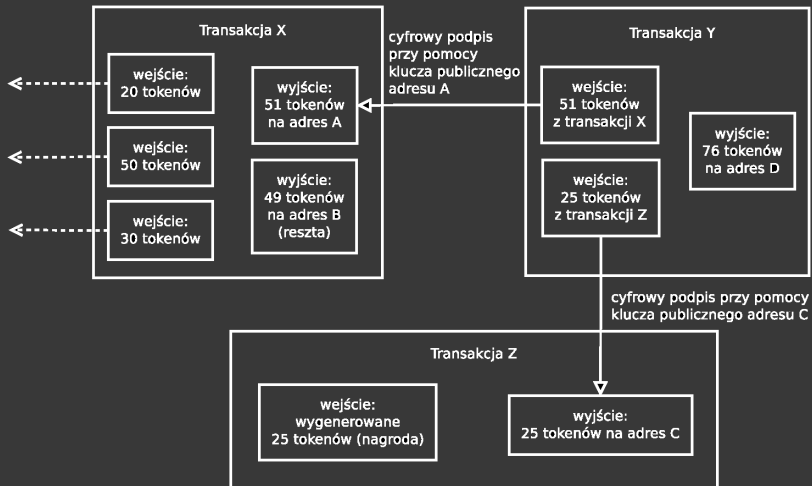 Transakcja X
wejście:
20 tokenów
wejście:
50 tokenów
wejście:
30 tokenów
wyjście:
51 tokenów
na adres A
wyjście:
49 tokenów
na adres B
(reszta)
cyfrowy podpis
przy pomocy
klucza publicznego
adresu A
Transakcja Y
wejście:
51 tokenów
z transakcji X
wejście:
25 tokenów
z transakcji Z
wyjście:
76 tokenów
na adres D
cyfrowy podpis przy pomocy
klucza publicznego adresu C
Transakcja Z
wejście:
wygenerowane
25 tokenów (nagroda)
wyjście:
25 tokenów na adres C